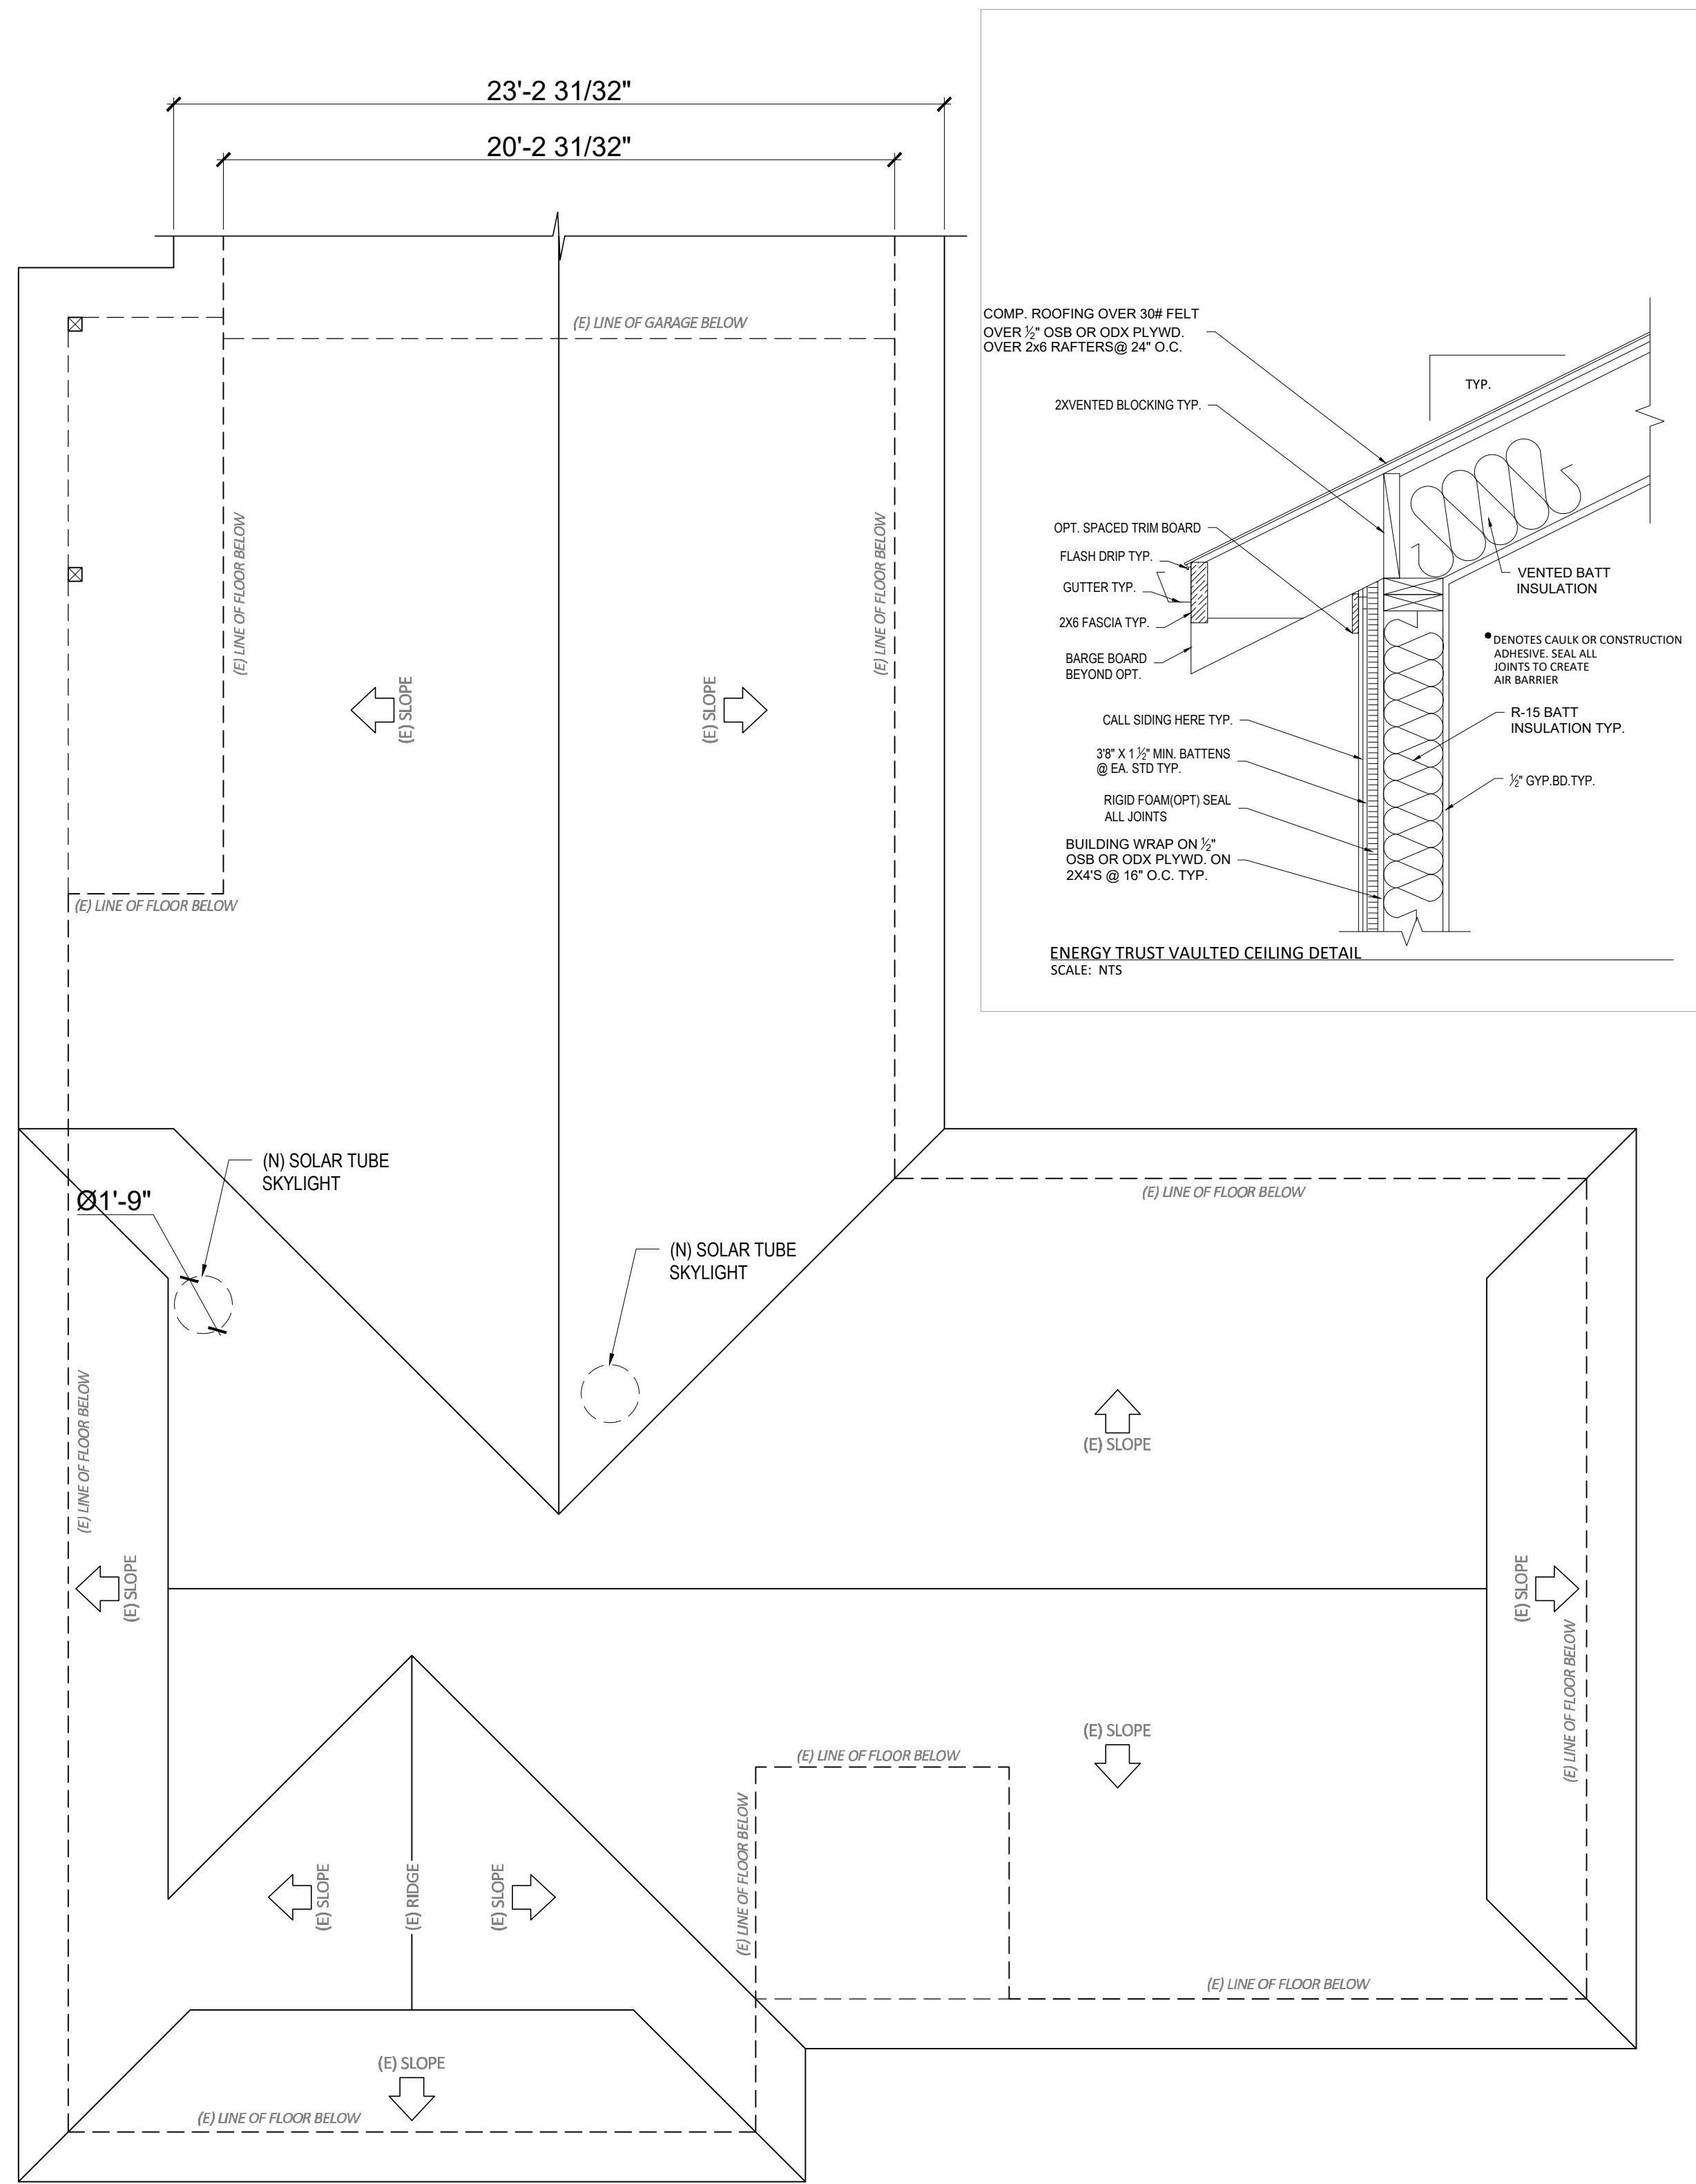 23'-2 31/32"
20'-2 31/32"
(E) LINE OF GARAGE BELOW
(E) LINE OF FLOOR BELOW
(E) LINE OF FLOOR BELOW
(E) SLOPE
(E) SLOPE
(E) LINE OF FLOOR BELOW
COMP. ROOFING OVER 30# FELT
OVER ½" OSB OR ODX PLYWD.
OVER 2x6 RAFTERS@ 24" O.C.
TYP.
2XVENTED BLOCKING TYP.
OPT. SPACED TRIM BOARD
FLASH DRIP TYP.
GUTTER TYP.
2X6 FASCIA TYP.
BARGE BOARD
BEYOND OPT.
CALL SIDING HERE TYP.
3'8" X 1 ½" MIN. BATTENS
@ EA. STD TYP.
RIGID FOAM(OPT) SEAL
ALL JOINTS
BUILDING WRAP ON ½"
OSB OR ODX PLYWD. ON
2X4'S @ 16" O.C. TYP.
VENTED BATT
INSULATION
DENOTES CAULK OR CONSTRUCTION
ADHESIVE. SEAL ALL
JOINTS TO CREATE
AIR BARRIER
R-15 BATT
INSULATION TYP.
½" GYP.BD.TYP.
ENERGY TRUST VAULTED CEILING DETAIL
SCALE: NTS
(N) SOLAR TUBE
SKYLIGHT
Ø1'-9"
(N) SOLAR TUBE
SKYLIGHT
(E) LINE OF FLOOR BELOW
(E) LINE OF FLOOR BELOW
(E) SLOPE
(E) SLOPE
(E) SLOPE
(E) LINE OF FLOOR BELOW
(E) SLOPE
(E) LINE OF FLOOR BELOW
(E) LINE OF FLOOR BELOW
(E) SLOPE
(E) RIDGE
(E) SLOPE
(E) LINE OF FLOOR BELOW
(E) SLOPE
(E) LINE OF FLOOR BELOW